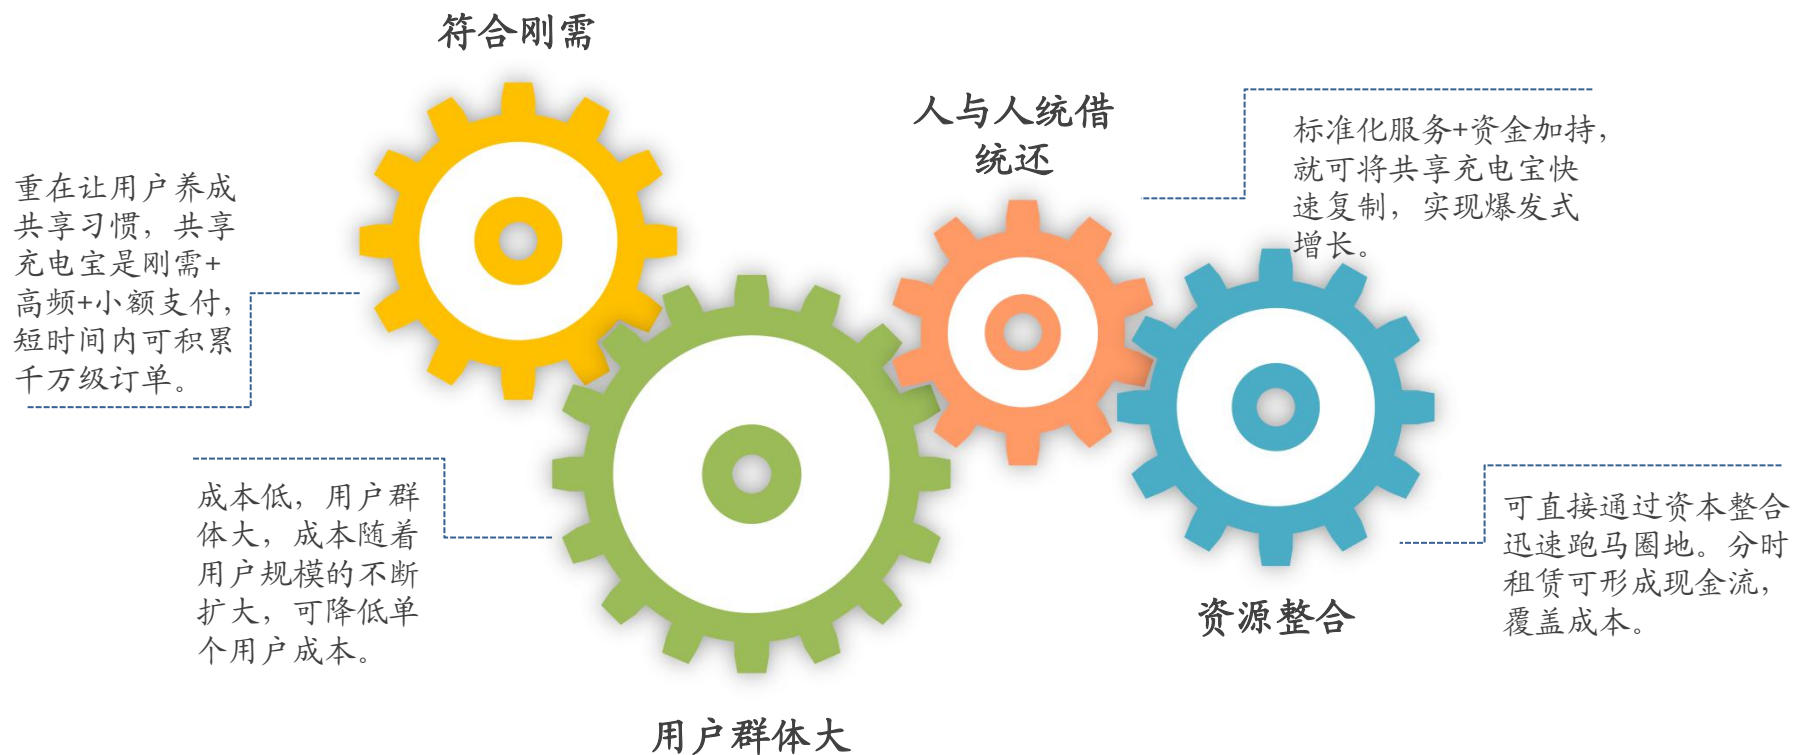 符合刚需
重在让用户养成
共享习惯，共享
充电宝是刚需+
高频+小额支付，
短时间内可积累
千万级订单。
成本低，用户群
体大，成本随着
用户规模的不断
扩大，可降低单
个用户成本。
用户群体大
人与人统借
统还
标准化服务+资金加持，
就可将共享充电宝快
速复制，实现爆发式
增长。
可直接通过资本整合
迅速跑马圈地。分时
租赁可形成现金流，
覆盖成本。
资源整合